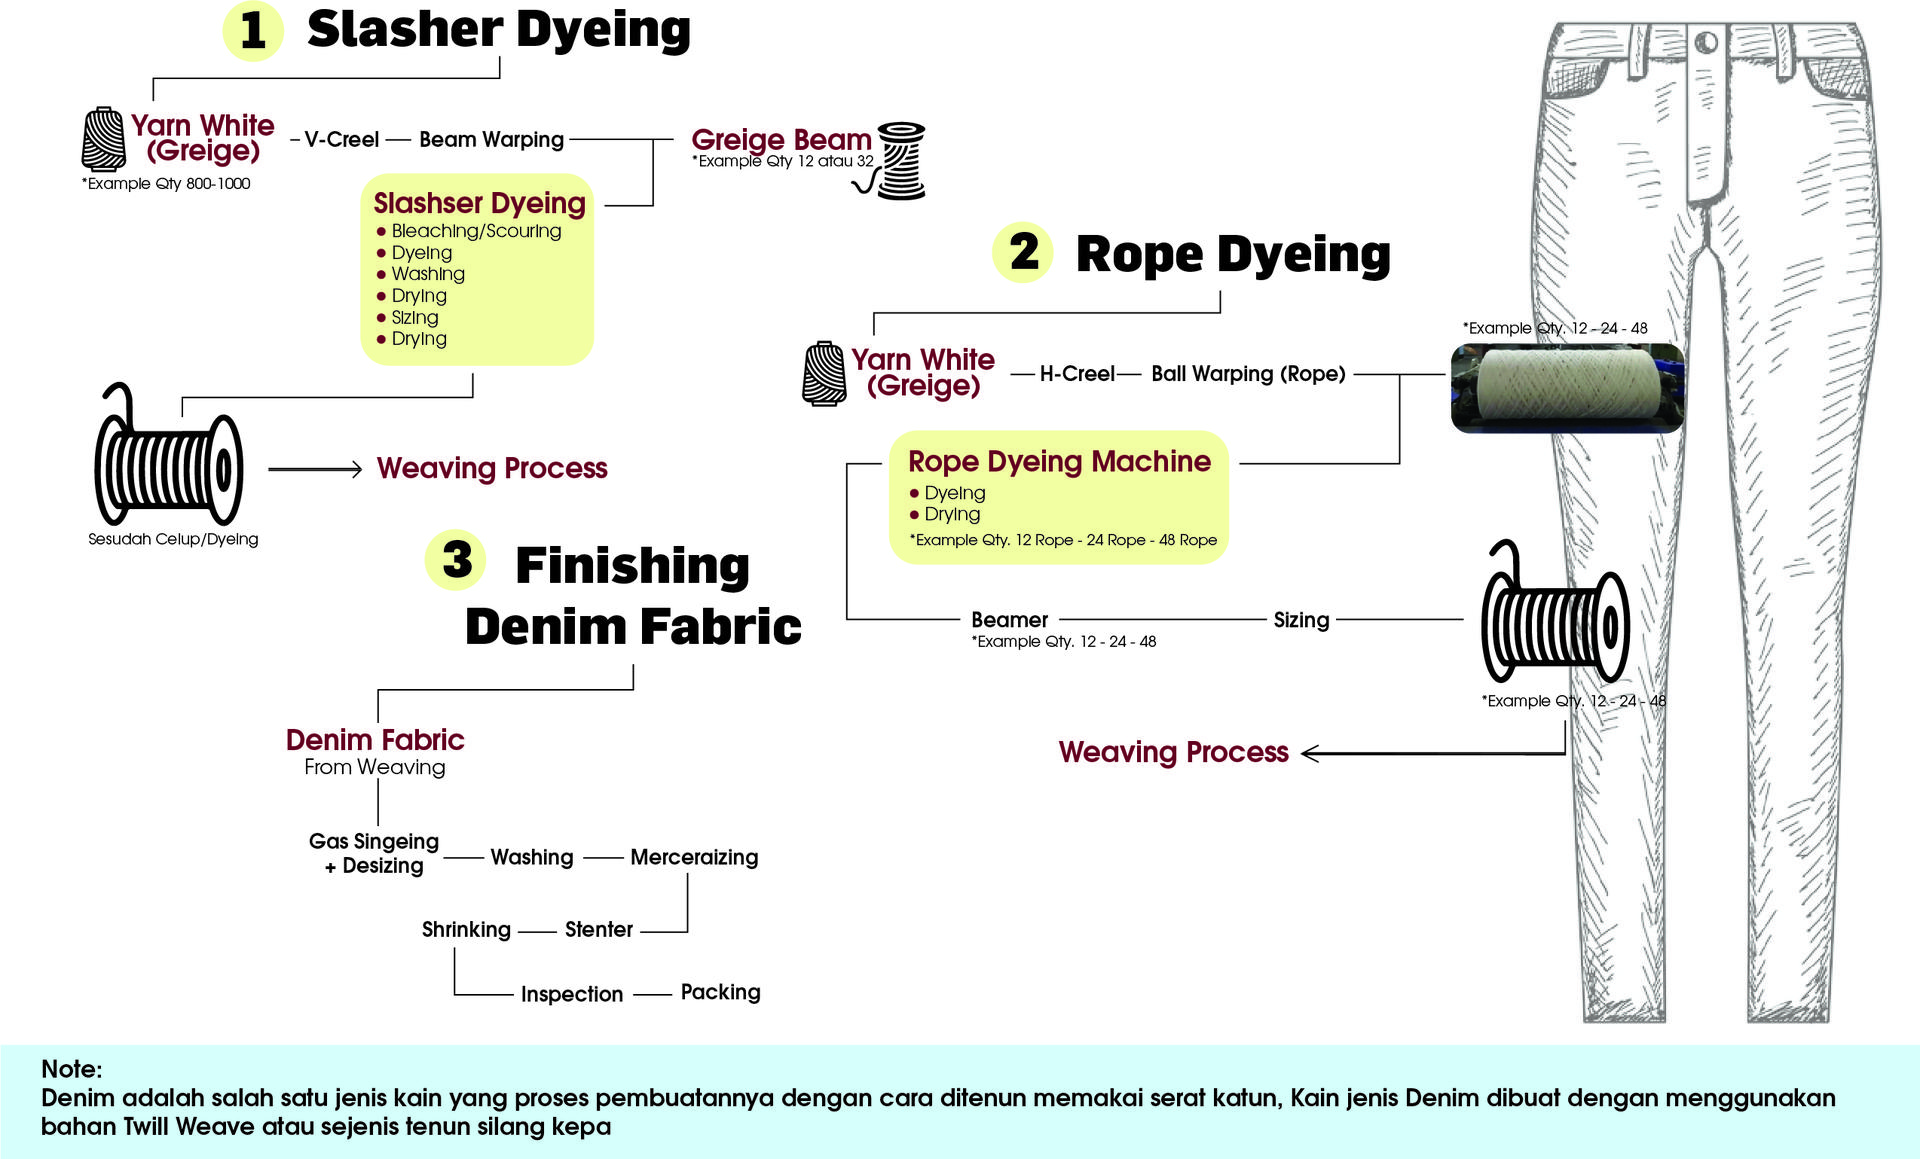 1 Slasher Dyeing
Yarn White
(Greige)
*Example Qty 800-1000
V-Creel
Beam Warping
Greige Beam
*Example Qty 12 atau 32
Slashser Dyeing
Bleaching/Scouring
Dyeing
Washing
Drying
Sizing
Drying
Sesudah Celup/Dyeing
Weaving Process
2 Rope Dyeing
Yarn White
(Greige)
H-Creel
Ball Warping (Rope)
*Example Qty. 12 - 24 - 48
Rope Dyeing Machine
Dyeing
Drying
*Example Qty. 12 Rope - 24 Rope - 48 Rope
Beamer
*Example Qty. 12 - 24 - 48
Sizing
*Example Qty. 12 - 24 - 48
Weaving Process
3 Finishing
Denim Fabric
Denim Fabric
From Weaving
Gas Singeing
+ Desizing
Washing
Merceraizing
Shrinking
Stenter
Inspection
Packing
Note:
Denim adalah salah satu jenis kain yang proses pembuatannya dengan cara ditenun memakai serat katun, Kain jenis Denim dibuat dengan menggunakan
bahan Twill Weave atau sejenis tenun silang kepa